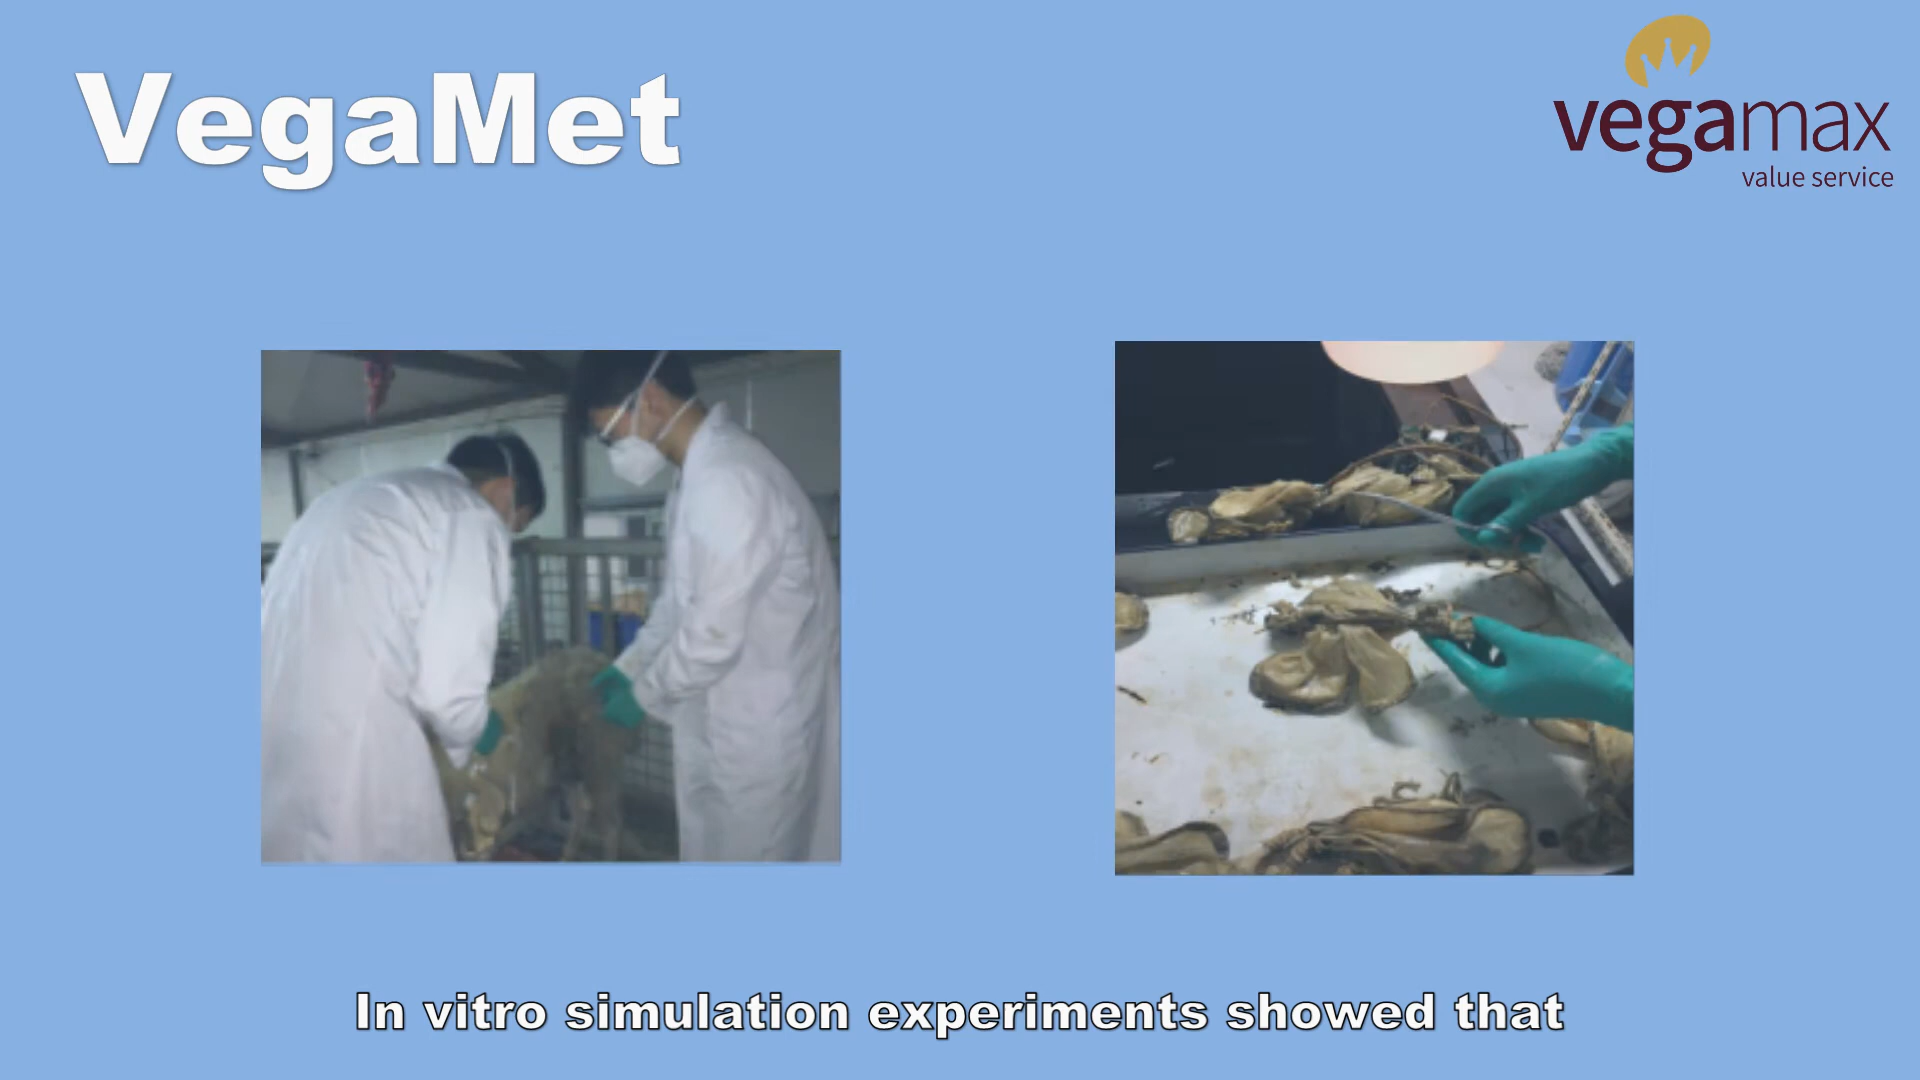 VegaMet
vegamax
value service
In vitro simulation experiments showed that